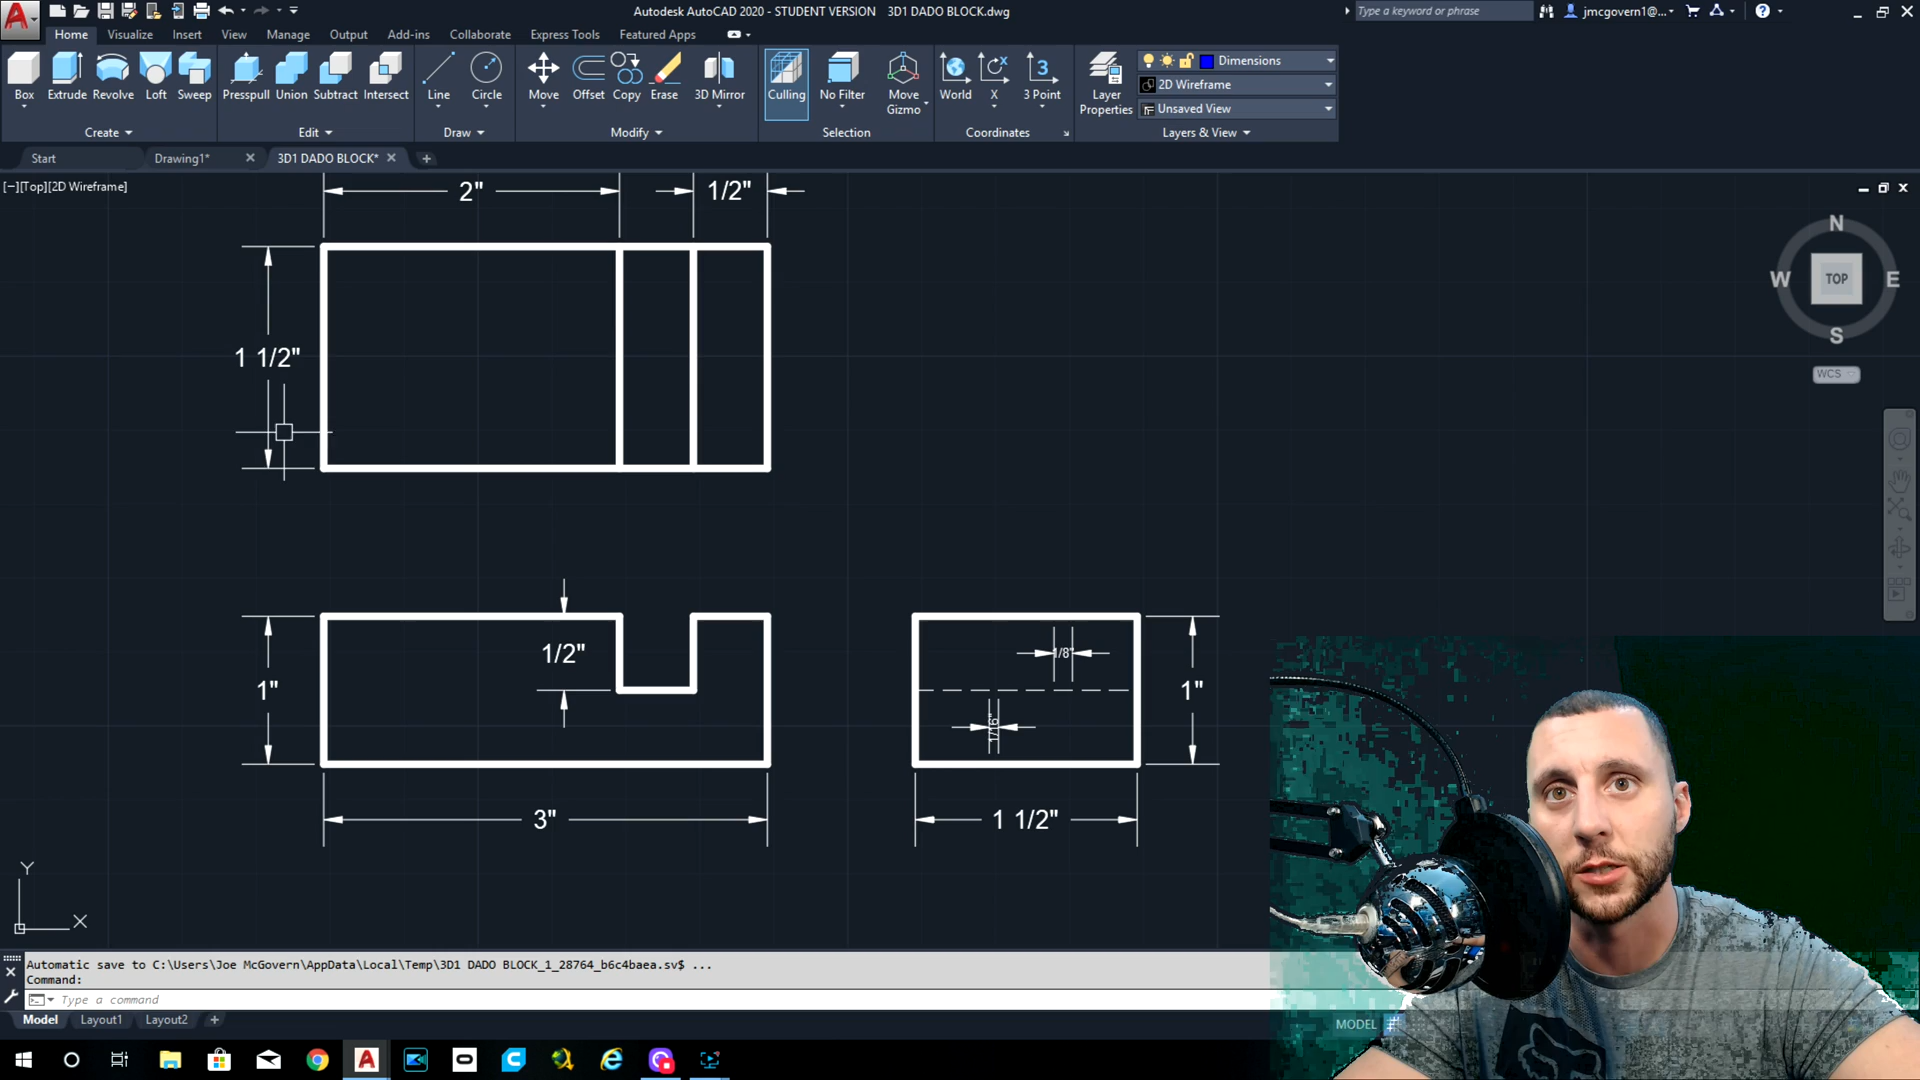 Autodesk AutoCAD 2020 - STUDENT VERSION 3D1 DADO BLOCK.dwg
Type a keyword or phrase
jmcgovern1@...
Home Visualize Insert View Manage Output Add-ins Collaborate Express Tools Featured Apps
Box Extrude Revolve Loft Sweep Presspull Union Subtract Intersect Line Circle Move Offset Copy Erase 3D Mirror Culling No Filter Move Gizmo World X 3 Point Layer Properties
3
Dimensions
2D Wireframe
Unsaved View
Create Edit Draw Modify Selection Coordinates Layers & View
Start Drawing1* 3D1 DADO BLOCK*
[−][Top][2D Wireframe]
2" 1/2"
N
W TOP E
S
WCS
1 1/2"
1/2"
1/8"
1"
1"
1/16"
3"
1 1/2"
Y
X
Automatic save to C:\Users\Joe McGovern\AppData\Local\Temp\3D1 DADO BLOCK_1_28764_b6c4baea.sv$ ...
Command:
Type a command
Model Layout1 Layout2
MODEL